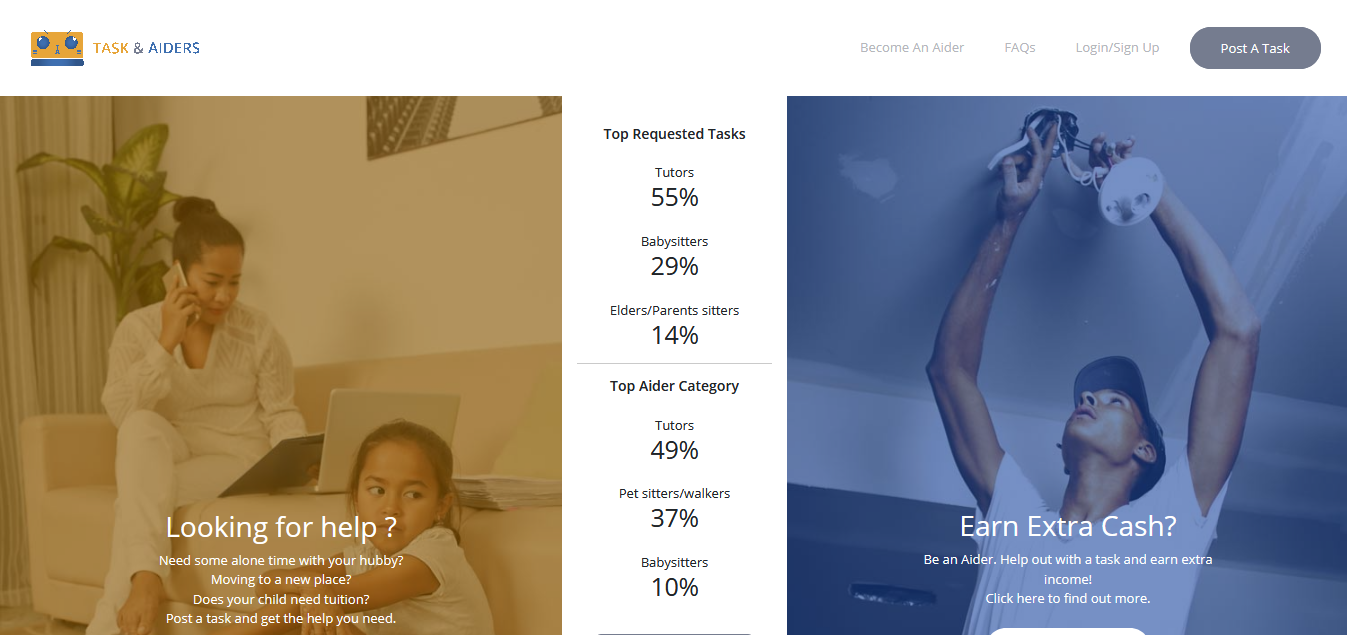 TASK & AIDERS
Become An Aider
FAQs
Login/Sign Up
Post A Task
Looking for help ?
Need some alone time with your hubby?
Moving to a new place?
Does your child need tuition?
Post a task and get the help you need.
Top Requested Tasks
Tutors
55%
Babysitters
29%
Elders/Parents sitters
14%
Top Aider Category
Tutors
49%
Pet sitters/walkers
37%
Babysitters
10%
Earn Extra Cash?
Be an Aider. Help out with a task and earn extra
income!
Click here to find out more.